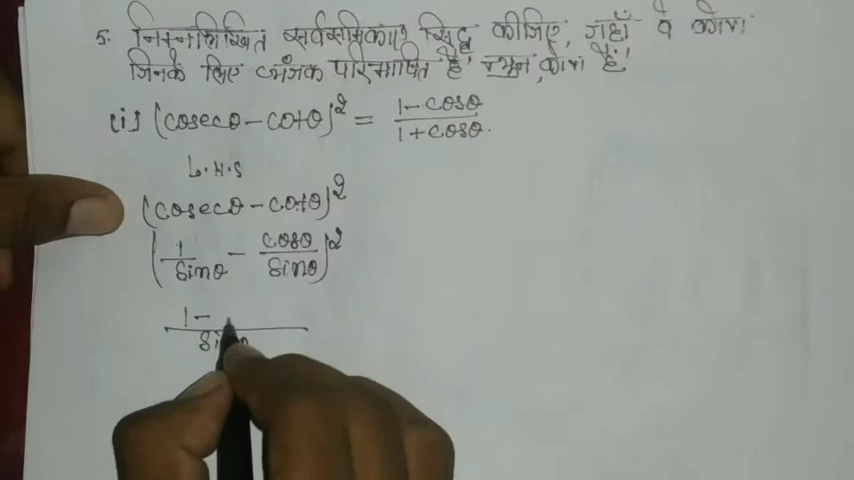 5. निम्नलिखित सर्वसमिकाएँ सिद्ध कीजिए, जहाँ वे कोण
जिनके लिए व्यंजक परिभाषित है, न्यून कोण हैं!
(i) (cosecθ - cotθ)² = (1 - cosθ)/(1 + cosθ).
L.H.S
(cosecθ - cotθ)²
(1/sinθ - cosθ/sinθ)²
1 -